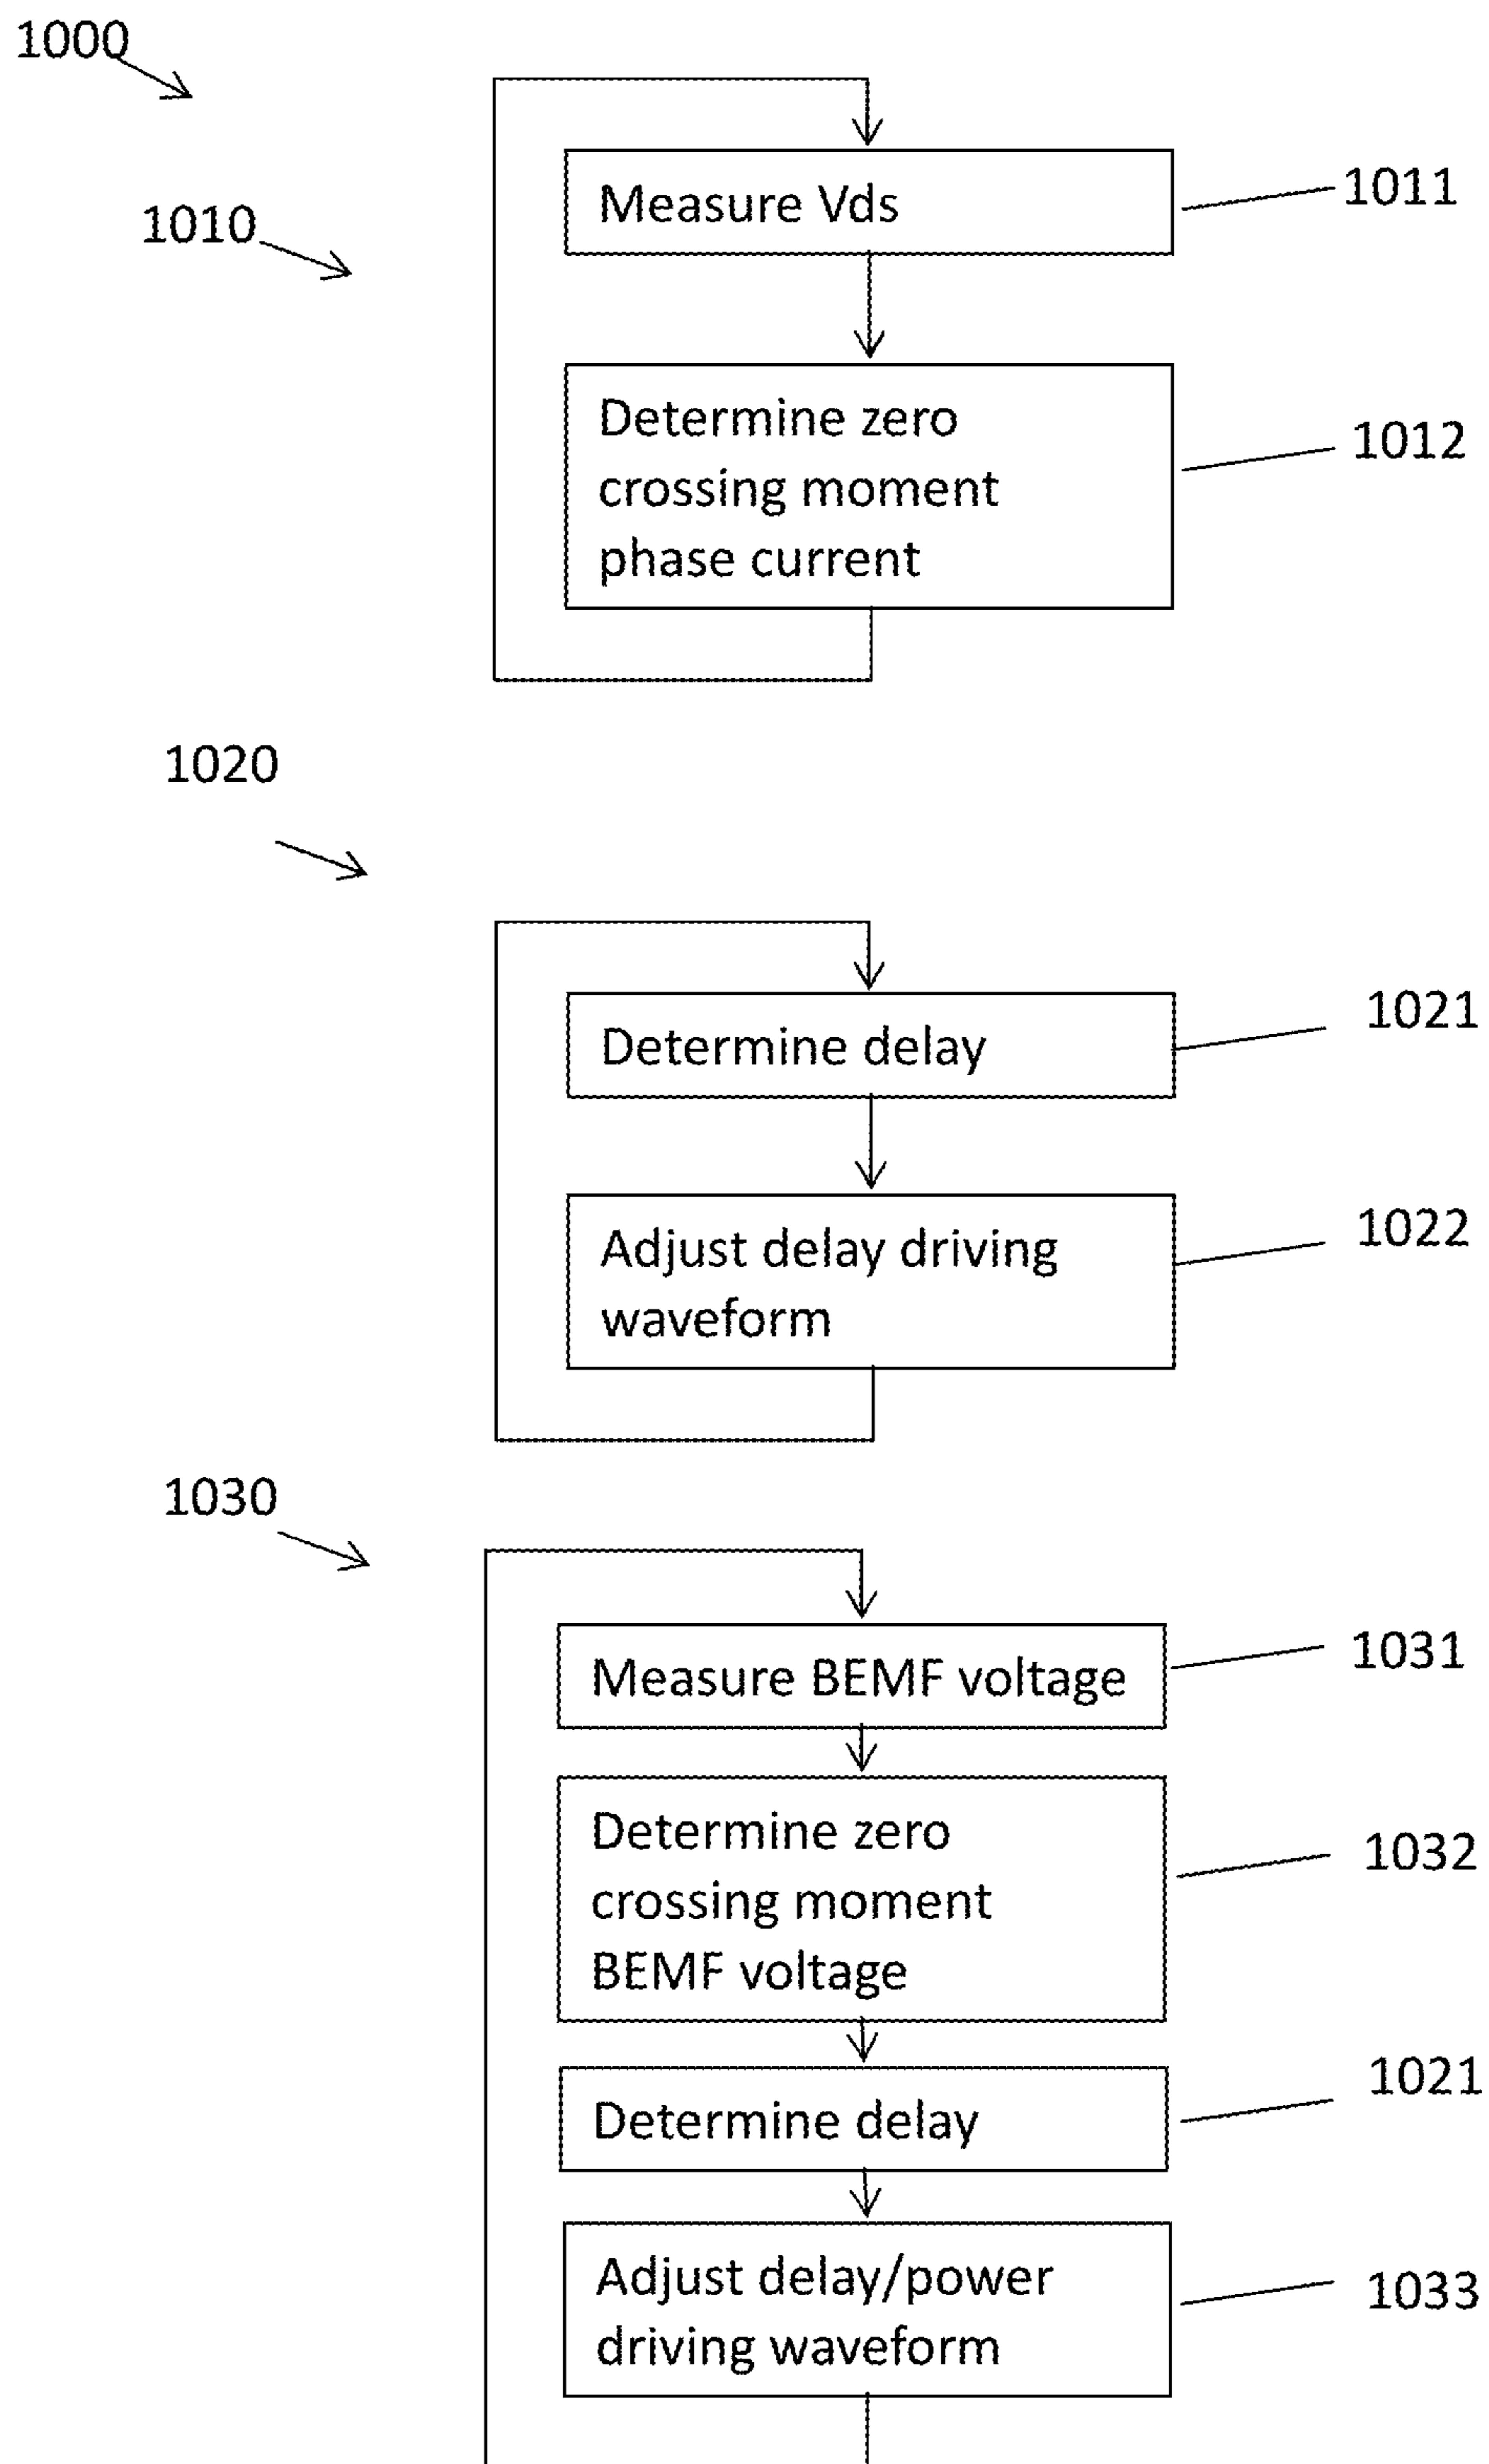 1000
1010
Measure Vds
1011
Determine zero
crossing moment
phase current
1012
1020
Determine delay
1021
Adjust delay driving
waveform
1022
1030
Measure BEMF voltage
1031
Determine zero
crossing moment
BEMF voltage
1032
Determine delay
1021
Adjust delay/power
driving waveform
1033